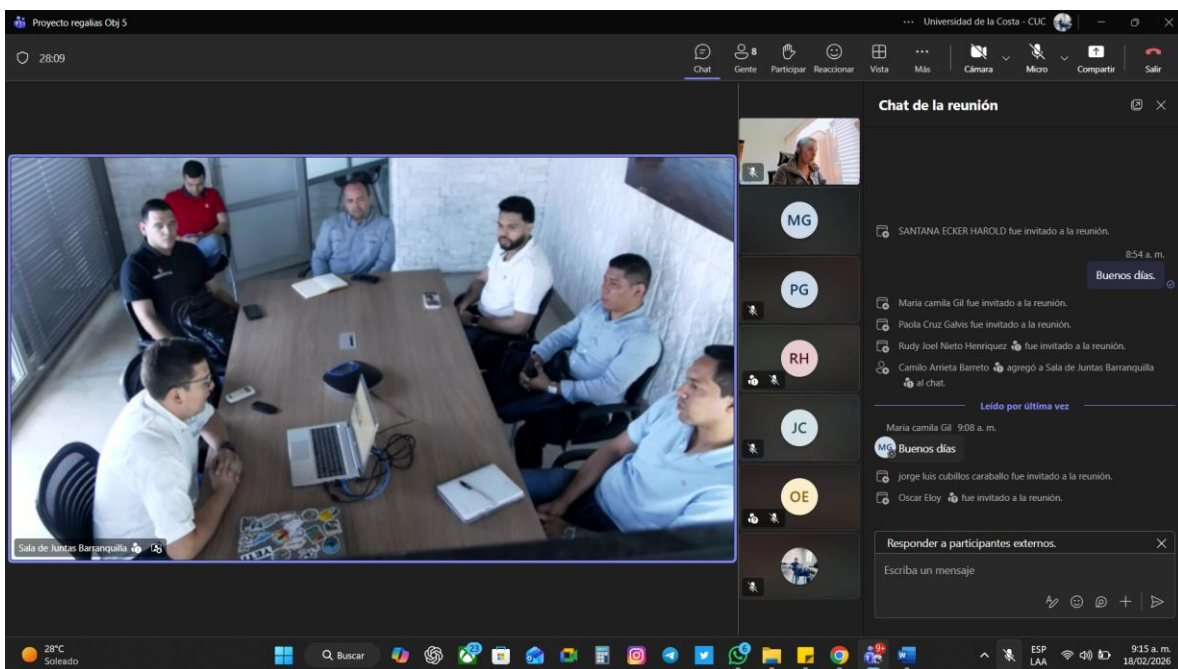 Proyecto regalias Obj 5
Universidad de la Costa - CUC
28:09
Chat
Gente
8
Participar
Reaccionar
Vista
Más
Cámara
Micro
Compartir
Salir
Chat de la reunión
SANTANA ECKER HAROLD fue invitado a la reunión.
8:54 a. m.
Buenos días.
Maria camila Gil fue invitado a la reunión.
Paola Cruz Galvis fue invitado a la reunión.
Rudy Joel Nieto Henriquez fue invitado a la reunión.
Camilo Arrieta Barreto agregó a Sala de Juntas Barranquilla
al chat.
Leído por última vez
Maria camila Gil 9:08 a. m.
MG
Buenos días
jorge luis cubillos caraballo fue invitado a la reunión.
Oscar Eloy fue invitado a la reunión.
Responder a participantes externos.
Escriba un mensaje
MG
PG
RH
JC
OE
Sala de Juntas Barranquilla
28°C
Soleado
Buscar
23
9+
ESP
LAA
9:15 a. m.
18/02/2026